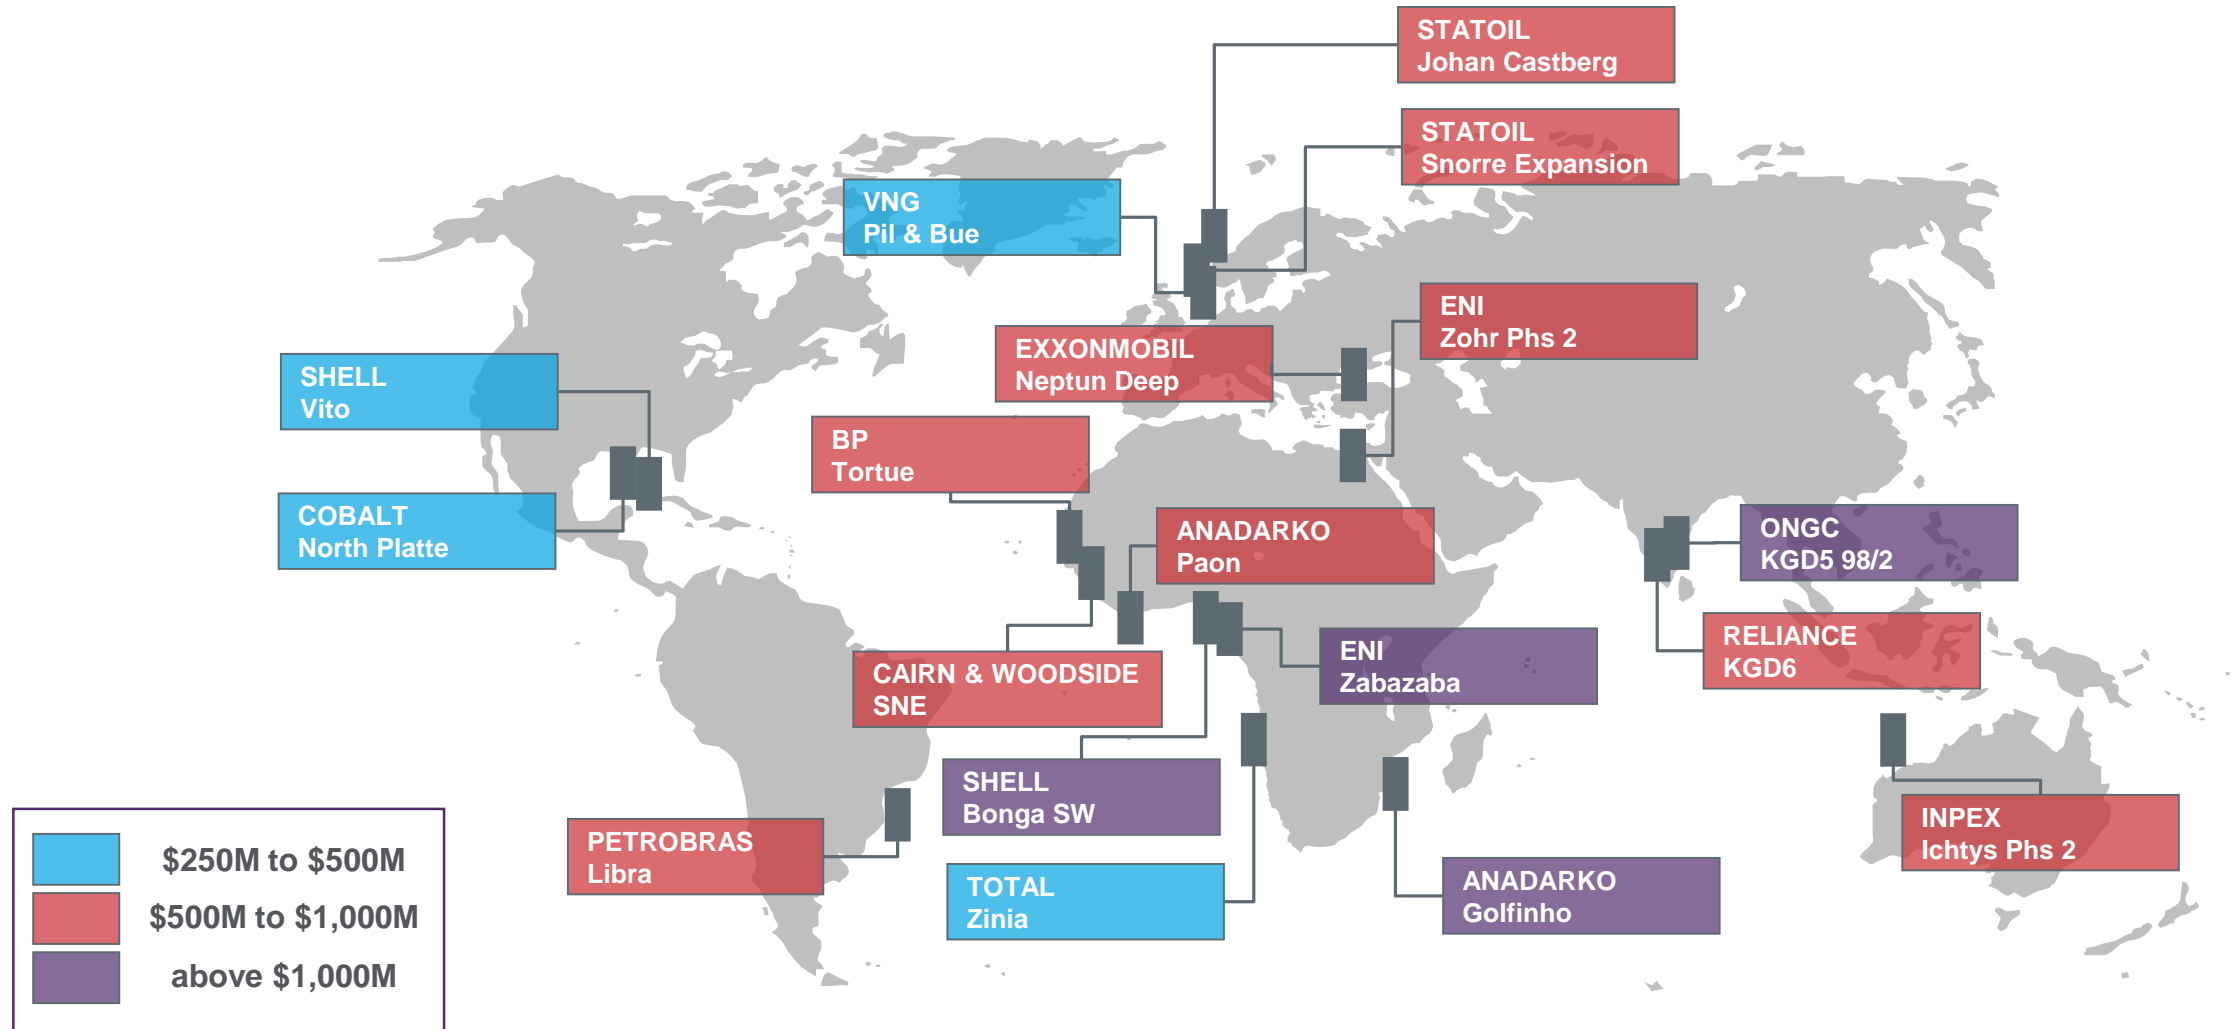 STATOIL
Johan Castberg
STATOIL
Snorre Expansion
VNG
Pil & Bue
ENI
Zohr Phs 2
EXXONMOBIL
Neptun Deep
SHELL
Vito
BP
Tortue
COBALT
North Platte
ANADARKO
Paon
ONGC
KGD5 98/2
RELIANCE
KGD6
ENI
Zabazaba
CAIRN & WOODSIDE
SNE
SHELL
Bonga SW
INPEX
Ichtys Phs 2
PETROBRAS
Libra
TOTAL
Zinia
ANADARKO
Golfinho
$250M to $500M
$500M to $1,000M
above $1,000M